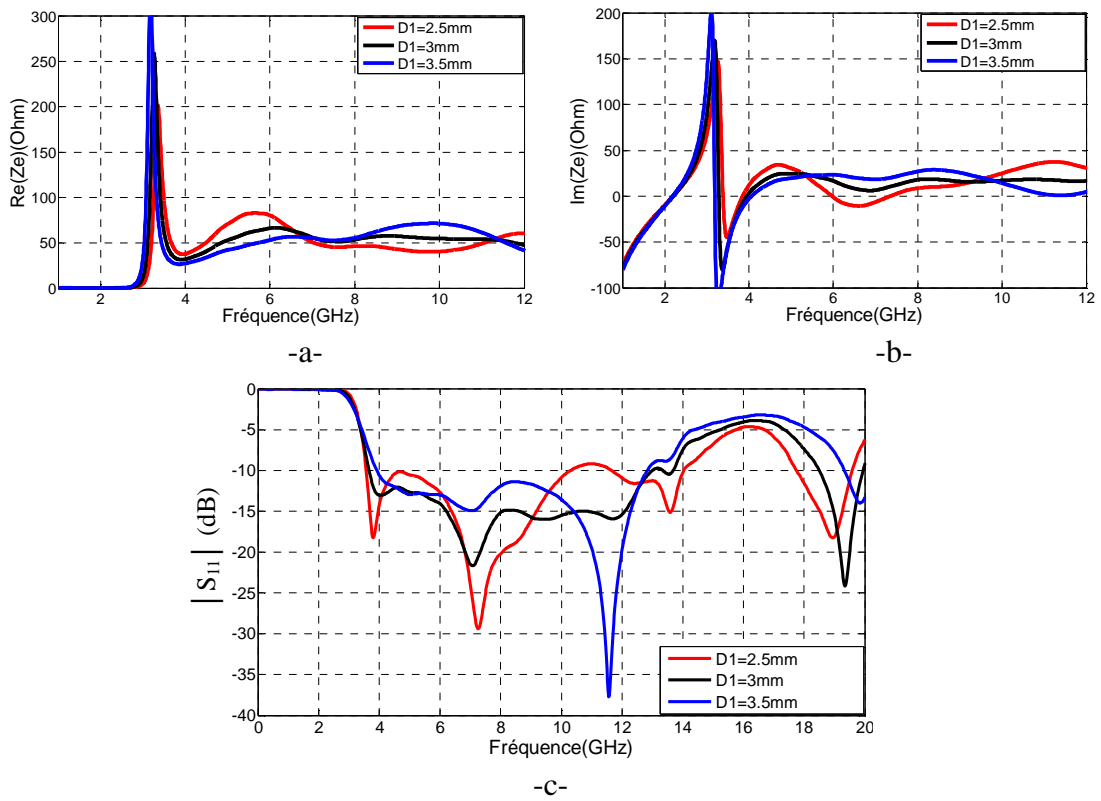 300
250
200
150
100
50
0
Re(Ze)(Ohm)
D1=2.5mm
D1=3mm
D1=3.5mm
2 4 6 8 10 12
Fréquence(GHz)
-a-
200
150
100
50
0
-50
-100
Im(Ze)(Ohm)
D1=2.5mm
D1=3mm
D1=3.5mm
2 4 6 8 10 12
Fréquence(GHz)
-b-
0
-5
-10
-15
-20
-25
-30
-35
-40
|S11| (dB)
D1=2.5mm
D1=3mm
D1=3.5mm
0 2 4 6 8 10 12 14 16 18 20
Fréquence(GHz)
-c-